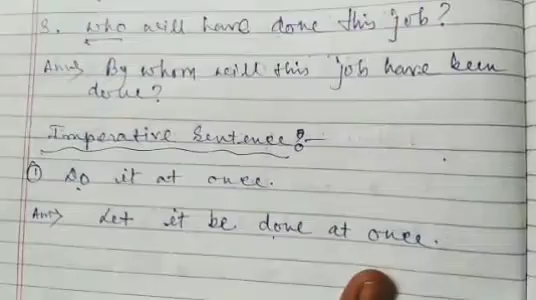 3. who will have done this job?
Ans→ By whom will this job have been
done?
Imperative Sentence :-
① Do it at once.
Ans→ Let it be done at once.